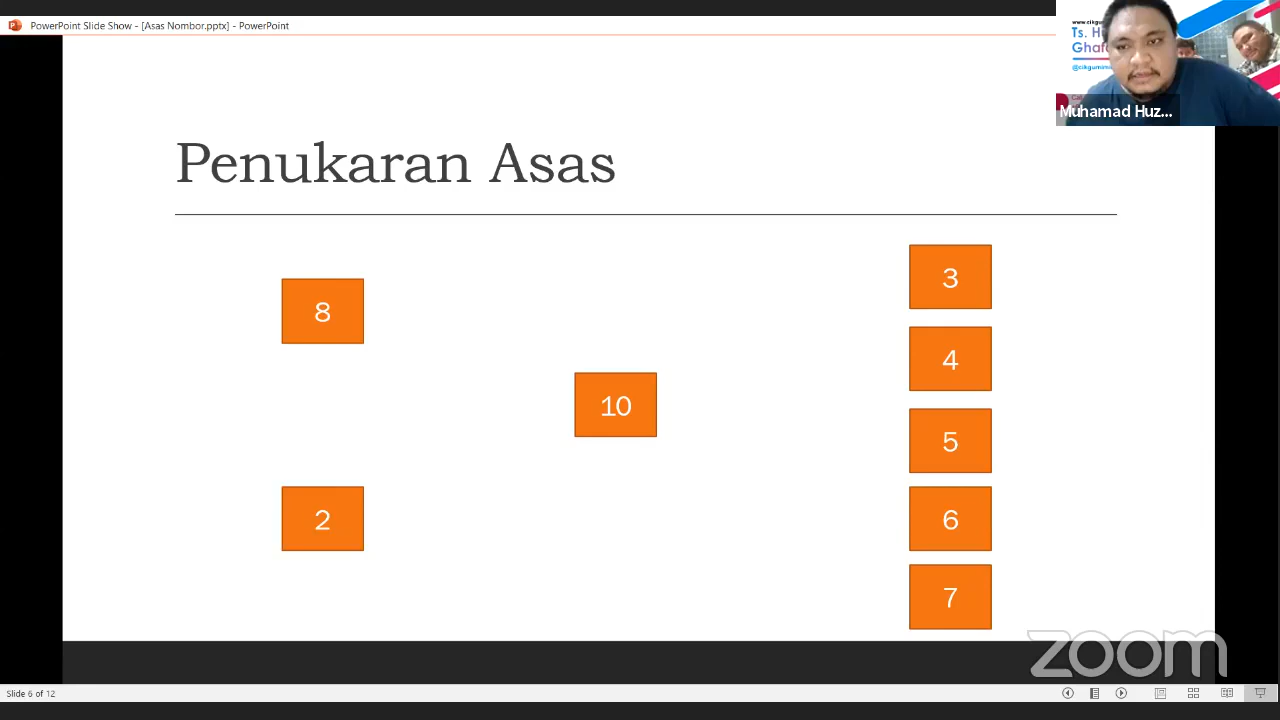 PowerPoint Slide Show - [Asas Nombor.pptx] - PowerPoint
Ts. H
Muhamad Huz...
Penukaran Asas
8
2
10
3
4
5
6
7
zoom
Slide 6 of 12